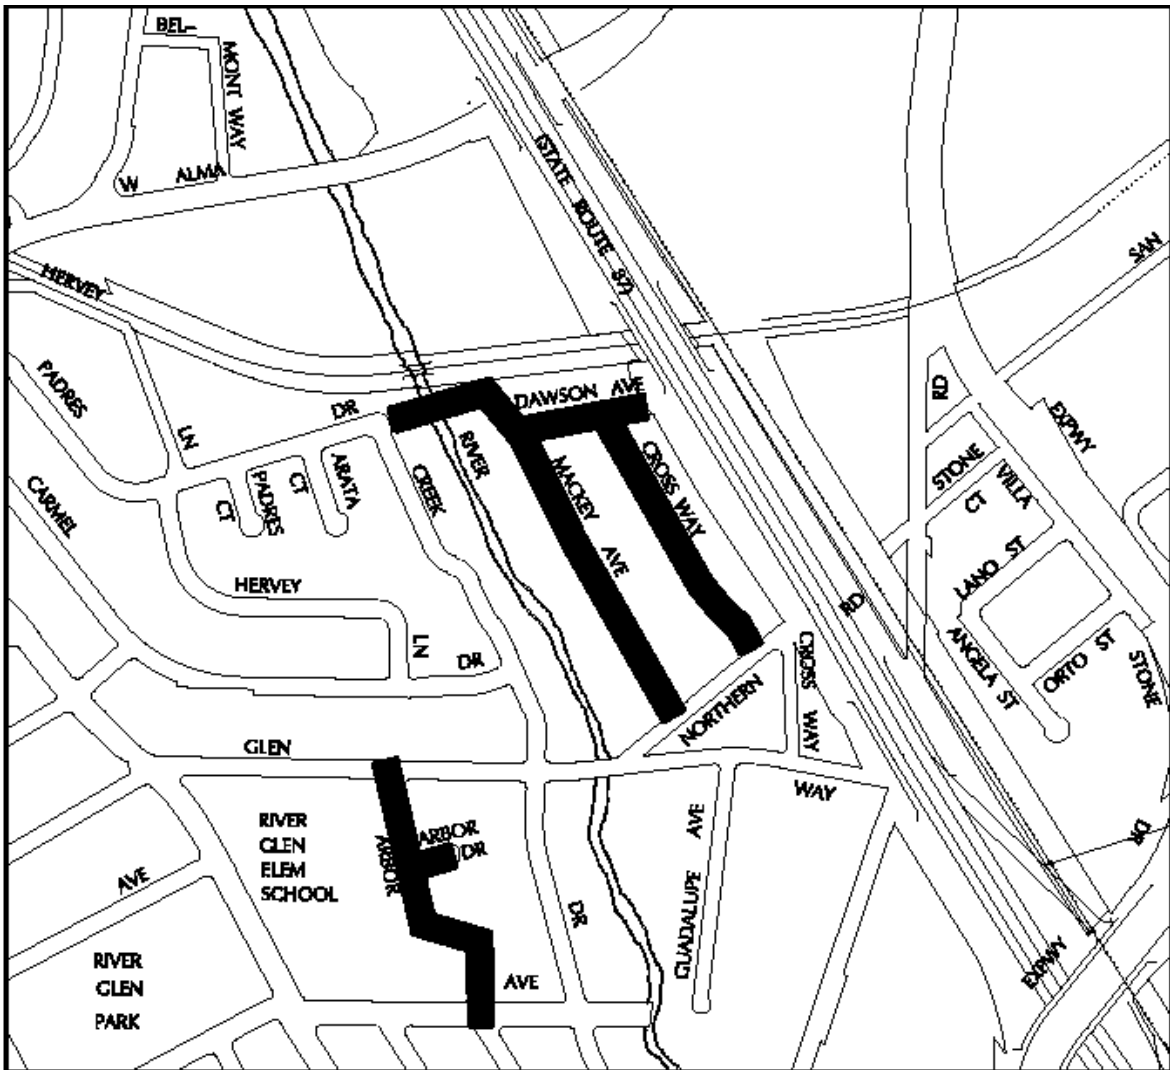 BEL-
MONT WAY
W ALMA
STATE ROUTE 87)
HERVEY
SAN
PADRES
LN
DR
DAWSON AVE
RD
EXPWY
CARMEL
CT
PADRES
CT
ARATA
CREEK
RIVER
MACKEY
AVE
CROSS WAY
STONE
CT
VILLA
LANO ST
HERVEY
LN
DR
RD
ANGELA ST
ORTO ST
STONE
NORTHERN
CROSS WAY
GLEN
WAY
RIVER
GLEN
ELEM
SCHOOL
ARBOR
ARBOR
DR
GUADALUPE AVE
DR
AVE
DR
RIVER
GLEN
PARK
AVE
EXPWY